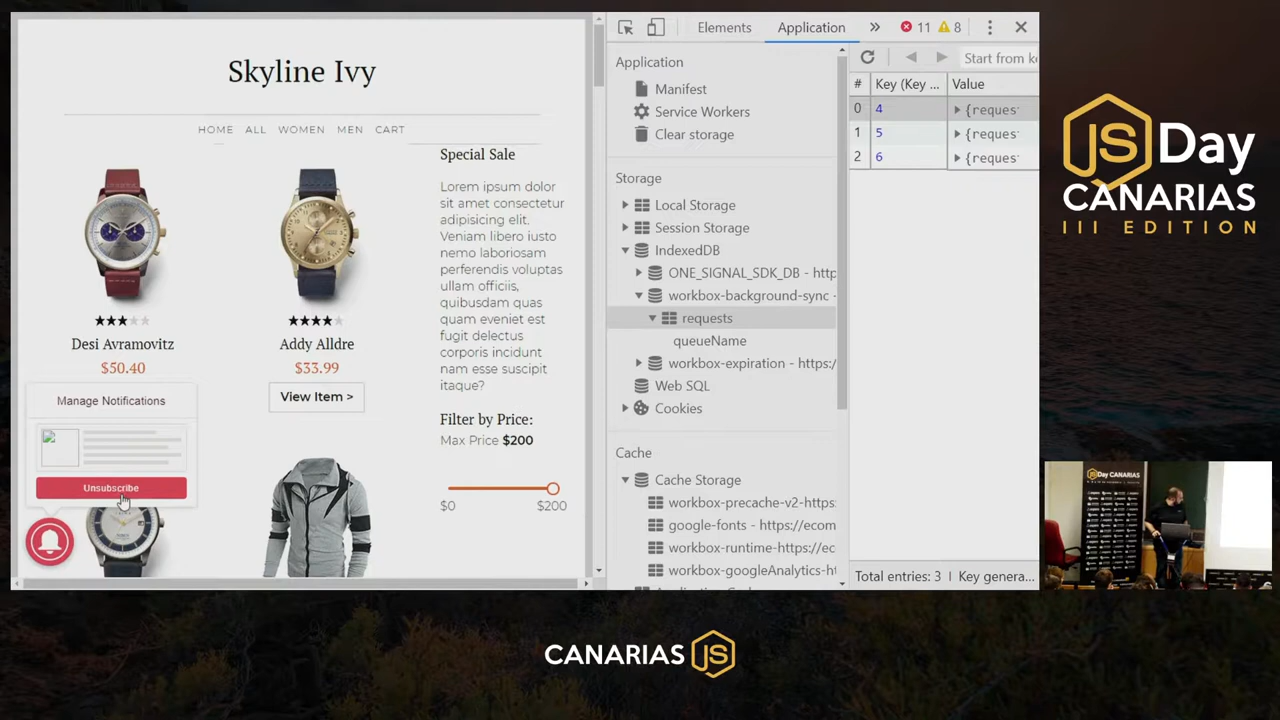 Skyline Ivy
HOME ALL WOMEN MEN CART
Desi Avramovitz
$50.40
Addy Alldre
$33.99
View Item >
Special Sale
Lorem ipsum dolor
sit amet consectetur
adipisicing elit.
Veniam libero iusto
nemo laboriosam
perferendis voluptas
ullam officiis,
quibusdam quas
quam eveniet est
fugit delectus
corporis incidunt
nam esse suscipit
itaque?
Filter by Price:
Max Price $200
$0 $200
Manage Notifications
Unsubscribe
Elements Application » 11 8
Application
Manifest
Service Workers
Clear storage
Storage
Local Storage
Session Storage
IndexedDB
ONE_SIGNAL_SDK_DB - http
workbox-background-sync -
requests
queueName
workbox-expiration - https:/
Web SQL
Cookies
Cache
Cache Storage
workbox-precache-v2-https:
google-fonts - https://ecom
workbox-runtime-https://ec
workbox-googleAnalytics-ht
Start from k
# Key (Key ... Value
0 4 {reques
1 5 {reques
2 6 {reques
Total entries: 3 | Key genera...
JS Day
CANARIAS
III EDITION
JSDay CANARIAS
CANARIAS JS